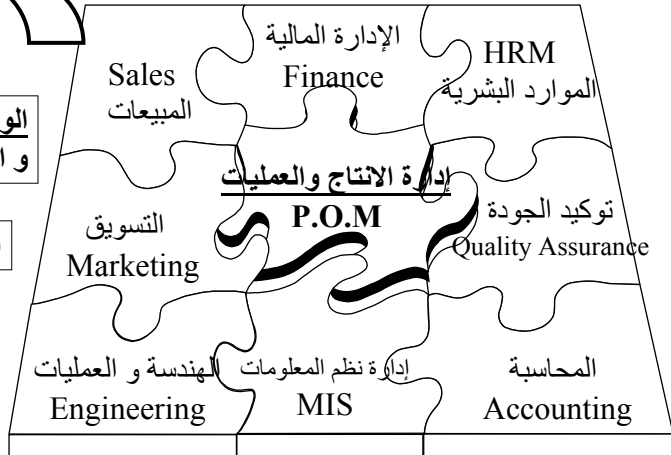 الإدارة المالية
Finance
HRM
الموارد البشرية
Sales
المبيعات
إدارة الانتاج والعمليات
P.O.M
توكيد الجودة
Quality Assurance
التسويق
Marketing
الهندسة و العمليات
Engineering
إدارة نظم المعلومات
MIS
المحاسبة
Accounting